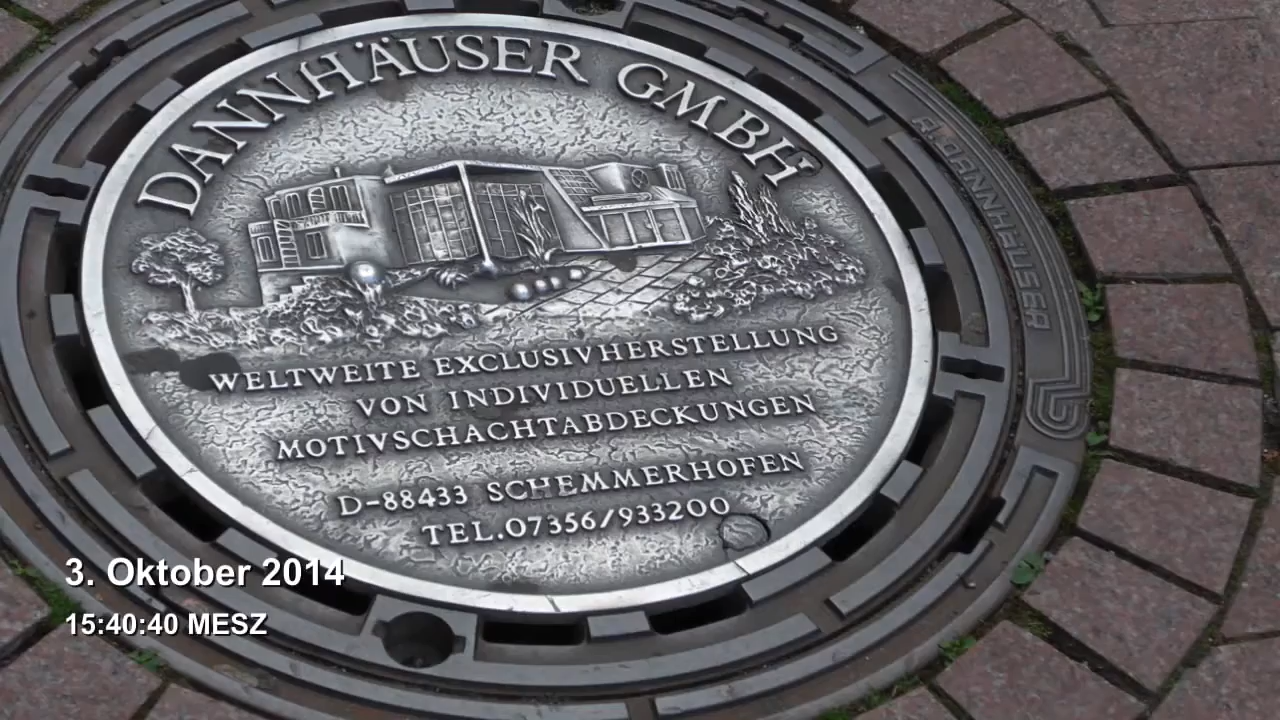 DANNHÄUSER GMBH
R. DANNHEUSER
WELTWEITE EXCLUSIVHERSTELLUNG
VON INDIVIDUELLEN
MOTIVSCHACHTABDECKUNGEN
D-88433 SCHEMMERHOFEN
TEL.07356/933200
3. Oktober 2014
15:40:40 MESZ